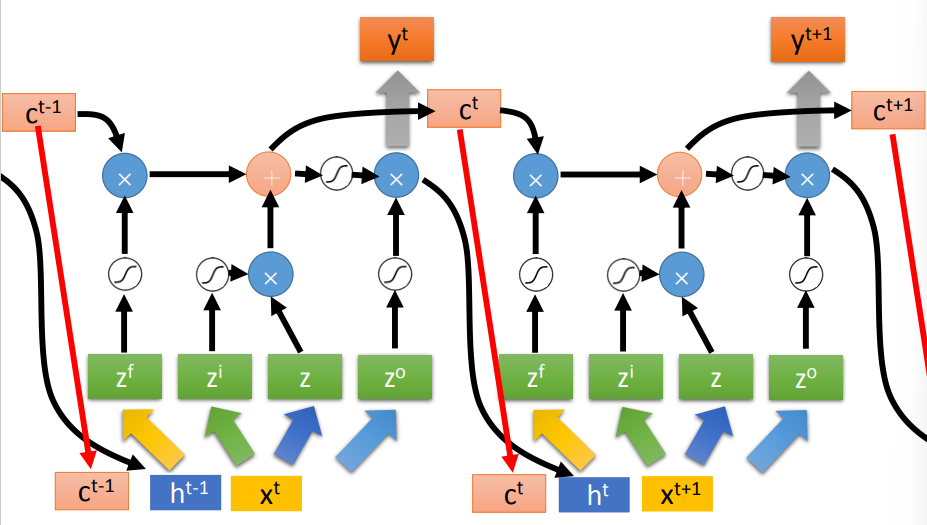 y^t
y^{t+1}
c^{t-1}
c^t
c^{t+1}
×
+
×
×
+
×
×
×
z^f
z^i
z
z^o
z^f
z^i
z
z^o
c^{t-1}
h^{t-1}
x^t
c^t
h^t
x^{t+1}